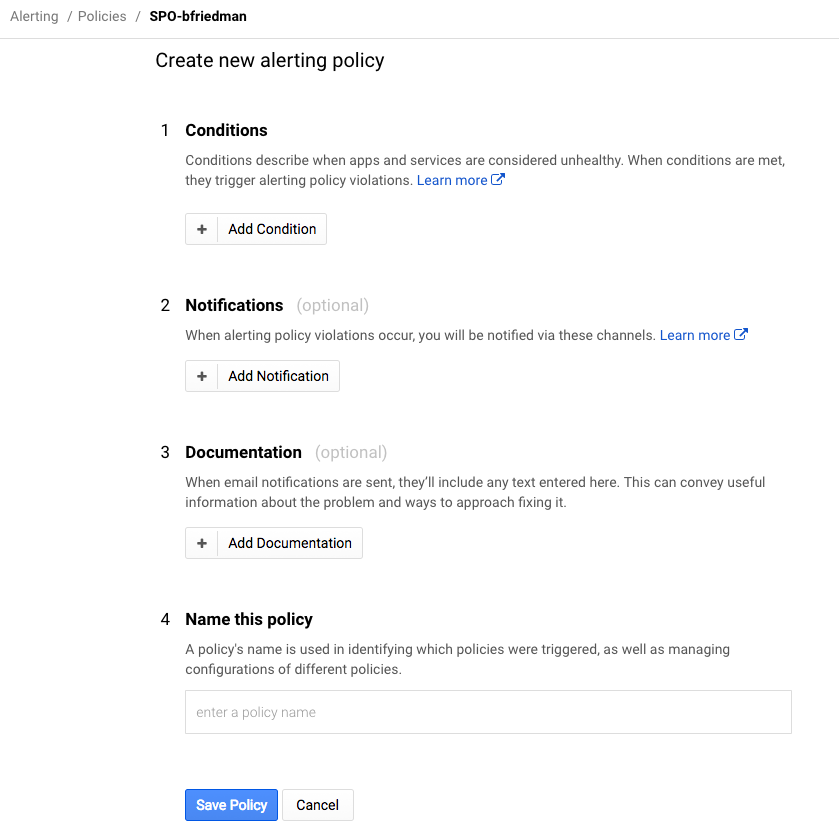 Alerting / Policies / SPO-bfriedman
Create new alerting policy
1 Conditions
Conditions describe when apps and services are considered unhealthy. When conditions are met,
they trigger alerting policy violations. Learn more
+ Add Condition
2 Notifications (optional)
When alerting policy violations occur, you will be notified via these channels. Learn more
+ Add Notification
3 Documentation (optional)
When email notifications are sent, they'll include any text entered here. This can convey useful
information about the problem and ways to approach fixing it.
+ Add Documentation
4 Name this policy
A policy's name is used in identifying which policies were triggered, as well as managing
configurations of different policies.
enter a policy name
Save Policy Cancel